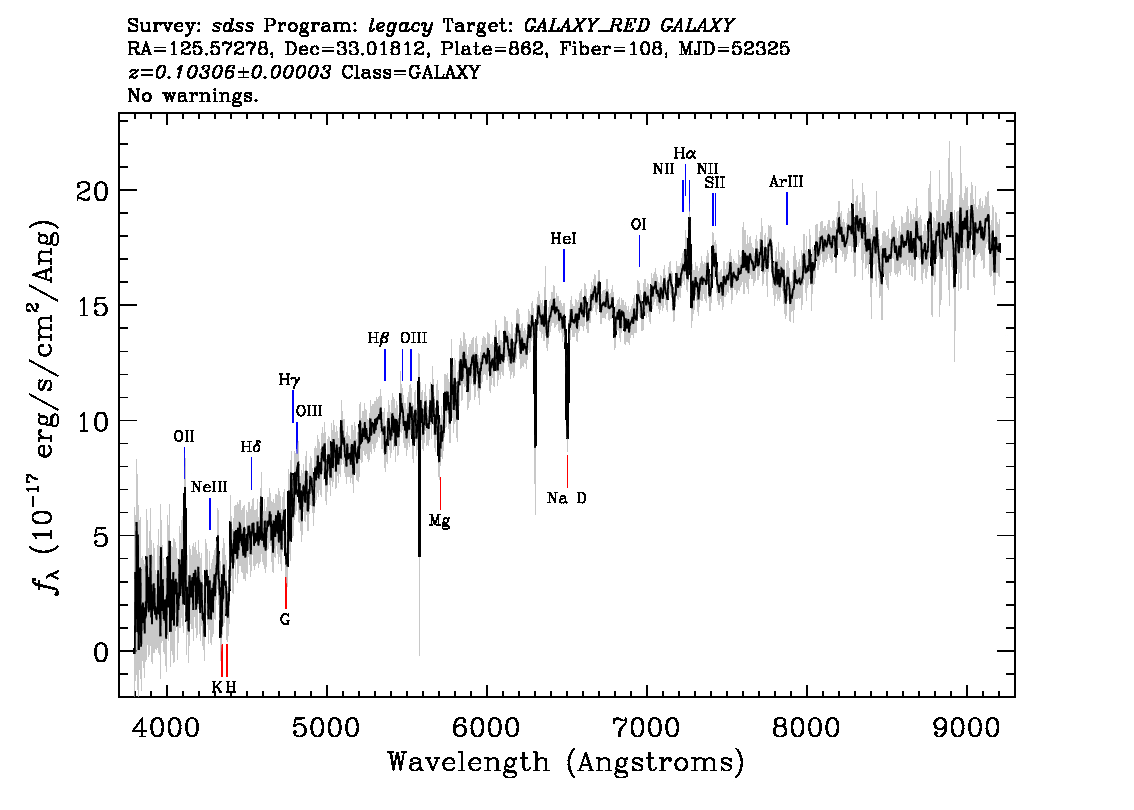 Survey: sdss Program: legacy Target: GALAXY_RED GALAXY
RA=125.57278, Dec=33.01812, Plate=862, Fiber=108, MJD=52325
z=0.10306±0.00003 Class=GALAXY
No warnings.
Hα
NII NII
SII
ArIII
20
OI
HeI
15
Hβ OIII
Hγ
OIII
10
OII
Hδ
NeIII
Na D
Mg
5
G
0
K H
fλ (10⁻¹⁷ erg/s/cm²/Ang)
4000 5000 6000 7000 8000 9000
Wavelength (Angstroms)